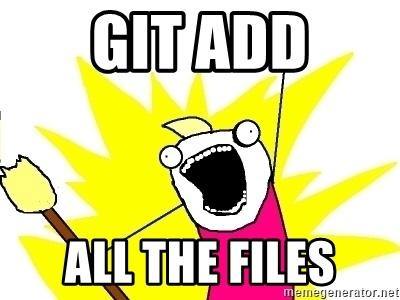 GIT ADD
ALL THE FILES
memegenerator.net